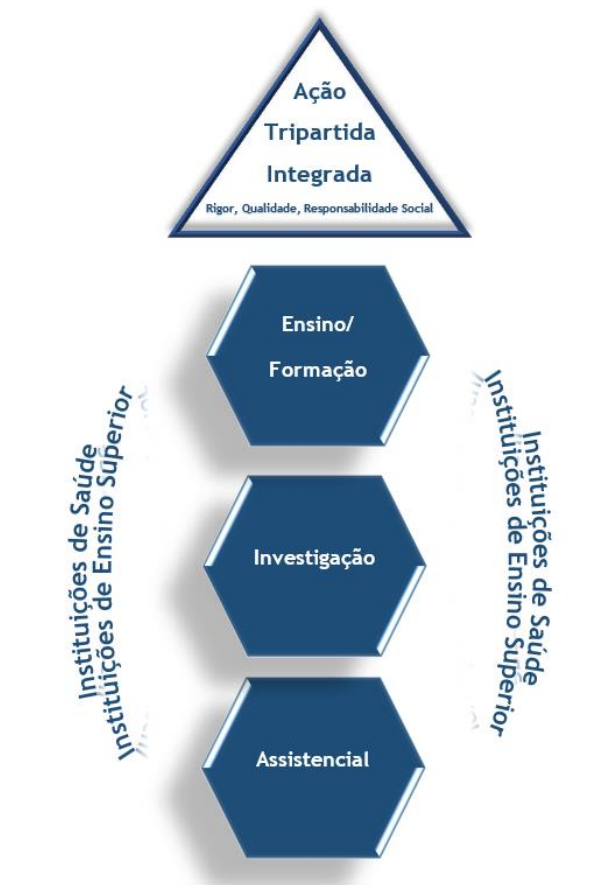 Ação
Tripartida
Integrada
Rigor, Qualidade, Responsabilidade Social
Ensino/
Formação
Instituições de Saúde
Instituições de Ensino Superior
Instituições de Saúde
Instituições de Ensino Superior
Investigação
Assistencial